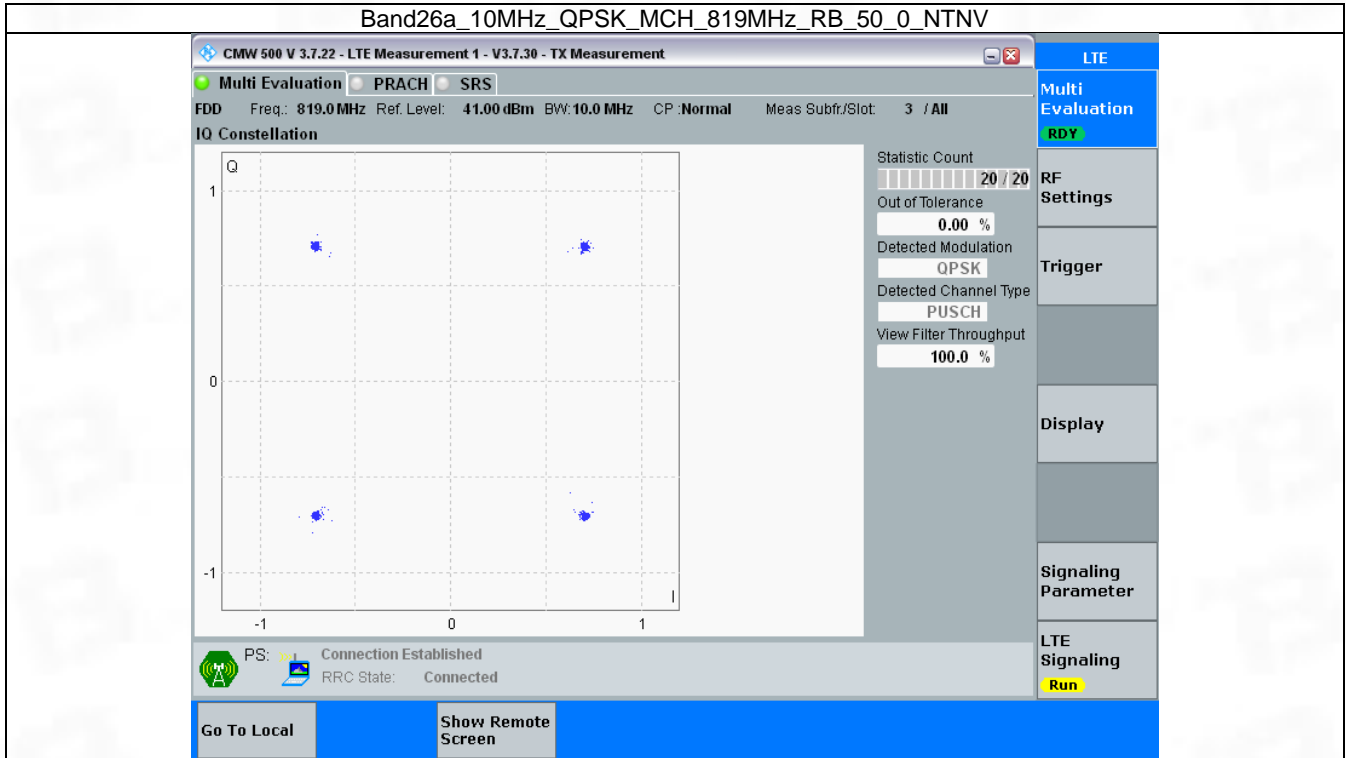 Band26a_10MHz_QPSK_MCH_819MHz_RB_50_0_NTNV
CMW 500 V 3.7.22 - LTE Measurement 1 - V3.7.30 - TX Measurement
LTE
Multi Evaluation PRACH SRS
FDD Freq.: 819.0 MHz Ref. Level: 41.00 dBm BW: 10.0 MHz CP :Normal Meas Subfr./Slot: 3 / All
IQ Constellation
Q
1
0
-1
-1 0 1
I
Statistic Count
20 / 20
Out of Tolerance
0.00 %
Detected Modulation
QPSK
Detected Channel Type
PUSCH
View Filter Throughput
100.0 %
Multi
Evaluation
RDY
RF
Settings
Trigger
Display
Signaling
Parameter
LTE
Signaling
Run
PS: Connection Established
RRC State: Connected
Go To Local
Show Remote
Screen